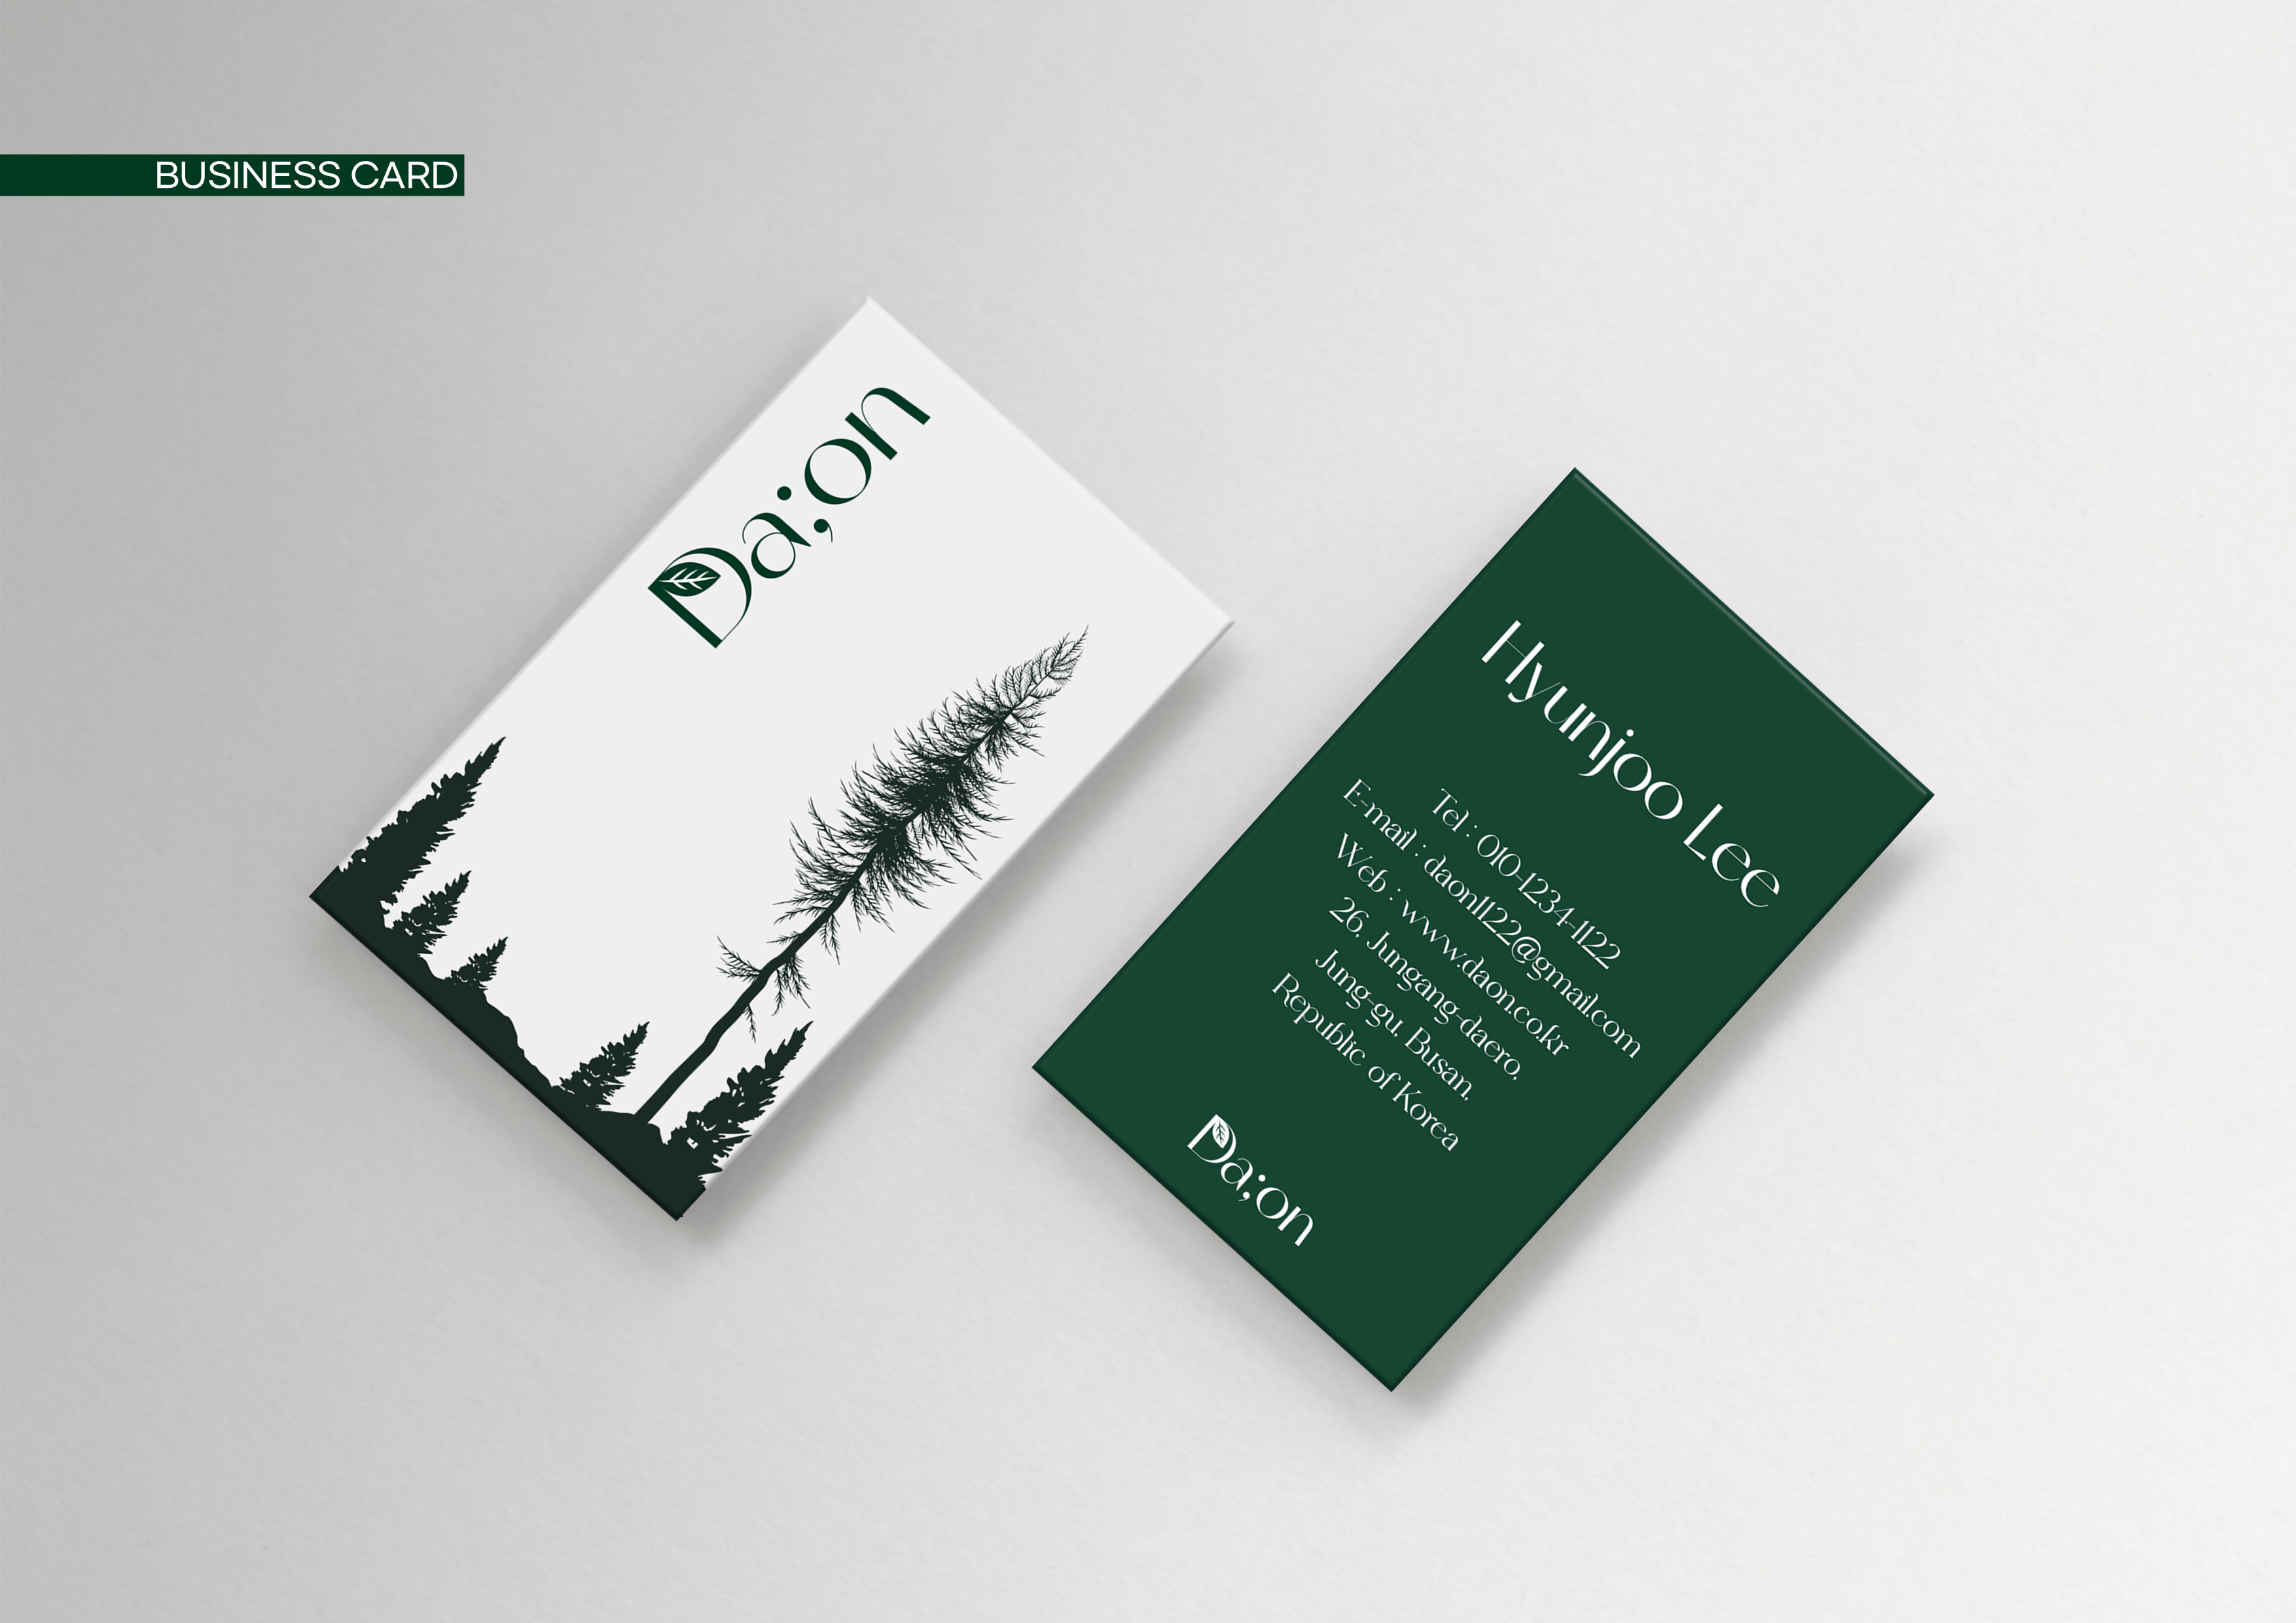 BUSINESS CARD
Da;on
Hyunjoo Lee
Tel : 010-1234-1122
E-mail : daon1122@gmail.com
Web : www.daon.co.kr
26, Jungang-daero,
Jung-gu, Busan,
Republic of Korea
Da;on